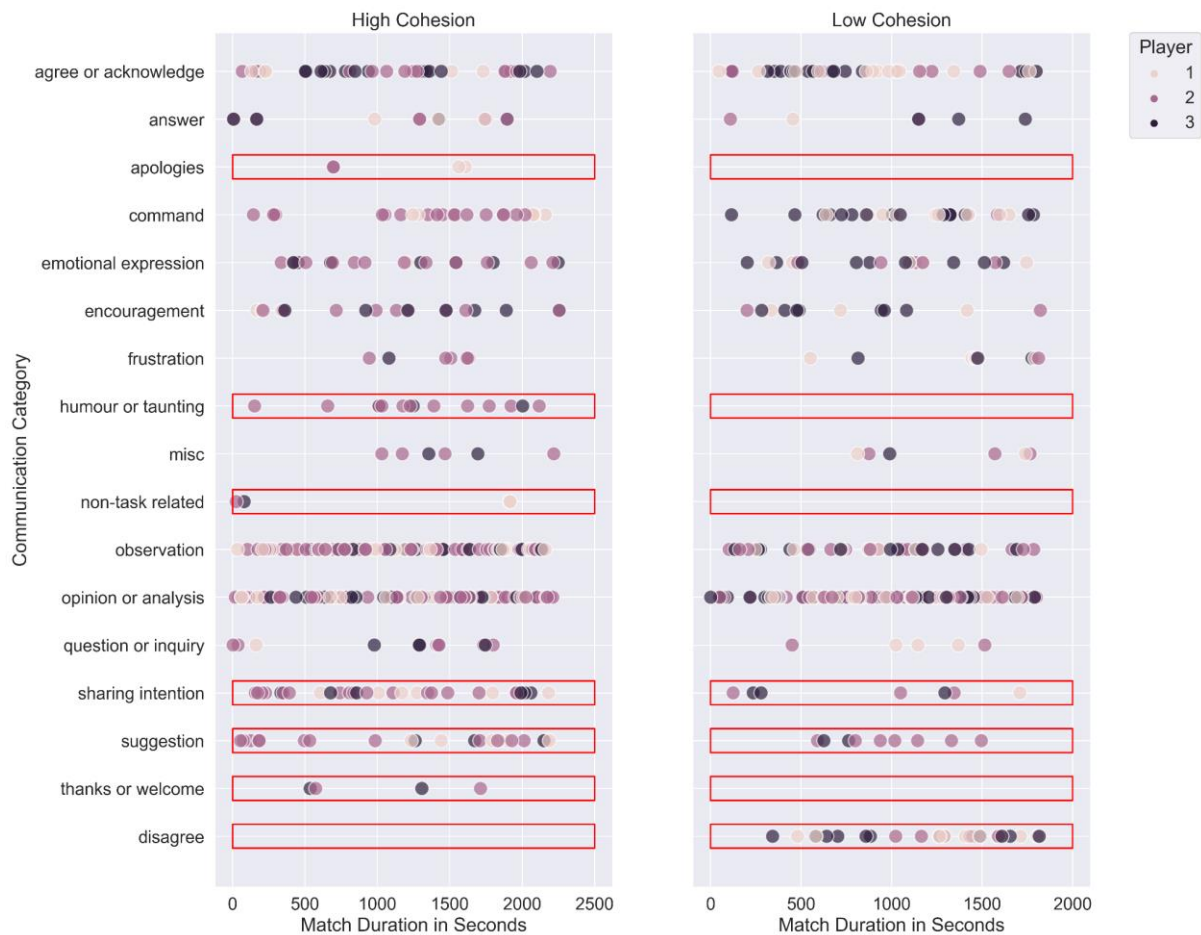 High Cohesion
Low Cohesion
Player
1
2
3
Communication Category
agree or acknowledge
answer
apologies
command
emotional expression
encouragement
frustration
humour or taunting
misc
non-task related
observation
opinion or analysis
question or inquiry
sharing intention
suggestion
thanks or welcome
disagree
0 500 1000 1500 2000 2500
Match Duration in Seconds
0 500 1000 1500 2000
Match Duration in Seconds